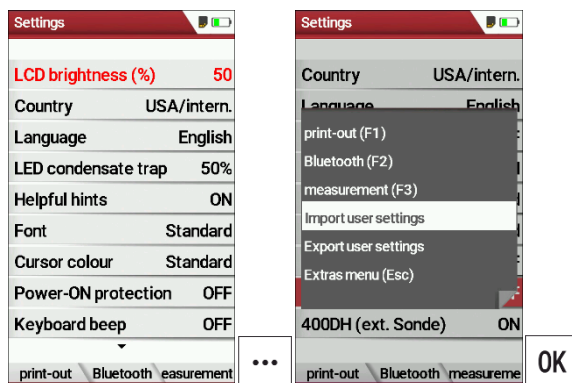 Settings
LCD brightness (%) 50
Country USA/intern.
Language English
LED condensate trap 50%
Helpful hints ON
Font Standard
Cursor colour Standard
Power-ON protection OFF
Keyboard beep OFF
print-out Bluetooth easurement
...
Settings
Country USA/intern.
Language English
print-out (F1)
Bluetooth (F2)
measurement (F3)
Import user settings
Export user settings
Extras menu (Esc)
400DH (ext. Sonde) ON
print-out Bluetooth measureme
OK